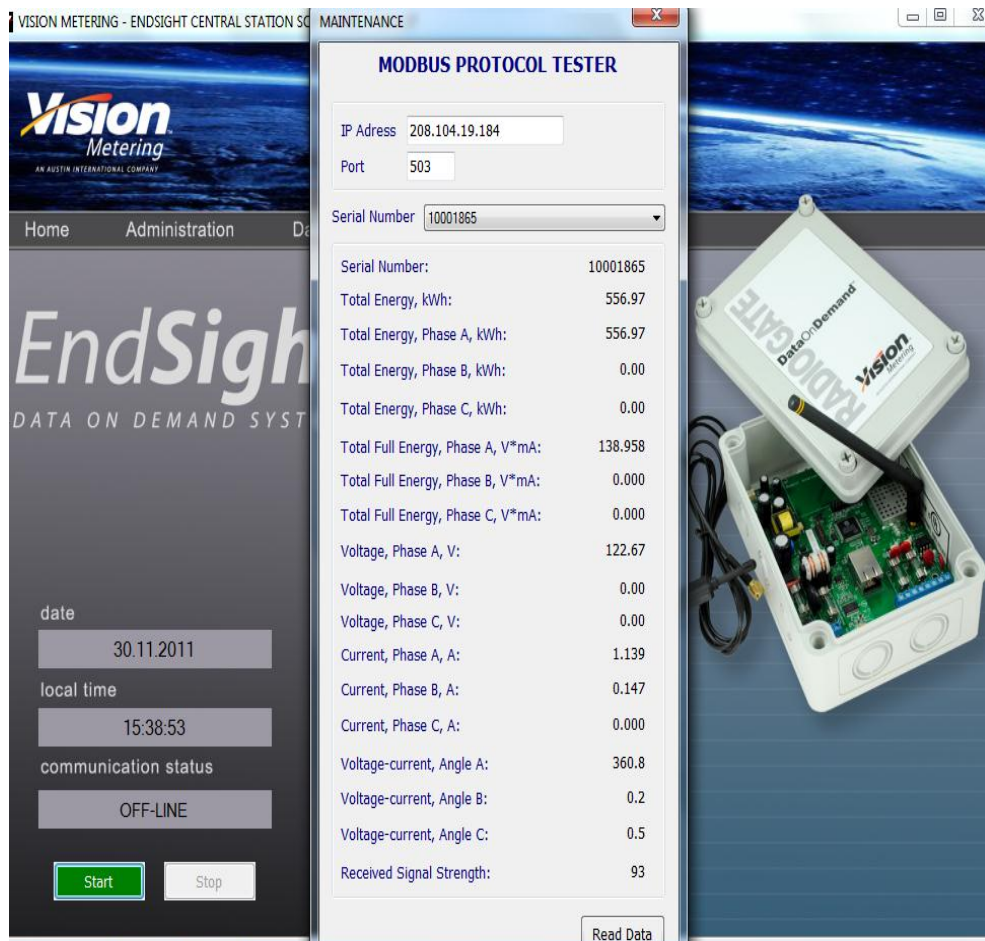 VISION METERING - ENDSIGHT CENTRAL STATION SC
MAINTENANCE
Vision
Metering
AN AUSTIN INTERNATIONAL COMPANY
Home Administration Da
EndSigh
DATA ON DEMAND SYST
date
30.11.2011
local time
15:38:53
communication status
OFF-LINE
Start Stop
MODBUS PROTOCOL TESTER
IP Adress 208.104.19.184
Port 503
Serial Number 10001865
Serial Number: 10001865
Total Energy, kWh: 556.97
Total Energy, Phase A, kWh: 556.97
Total Energy, Phase B, kWh: 0.00
Total Energy, Phase C, kWh: 0.00
Total Full Energy, Phase A, V*mA: 138.958
Total Full Energy, Phase B, V*mA: 0.000
Total Full Energy, Phase C, V*mA: 0.000
Voltage, Phase A, V: 122.67
Voltage, Phase B, V: 0.00
Voltage, Phase C, V: 0.00
Current, Phase A, A: 1.139
Current, Phase B, A: 0.147
Current, Phase C, A: 0.000
Voltage-current, Angle A: 360.8
Voltage-current, Angle B: 0.2
Voltage-current, Angle C: 0.5
Received Signal Strength: 93
Read Data
DataOnDemand
RADIOGATE
Vision
Metering